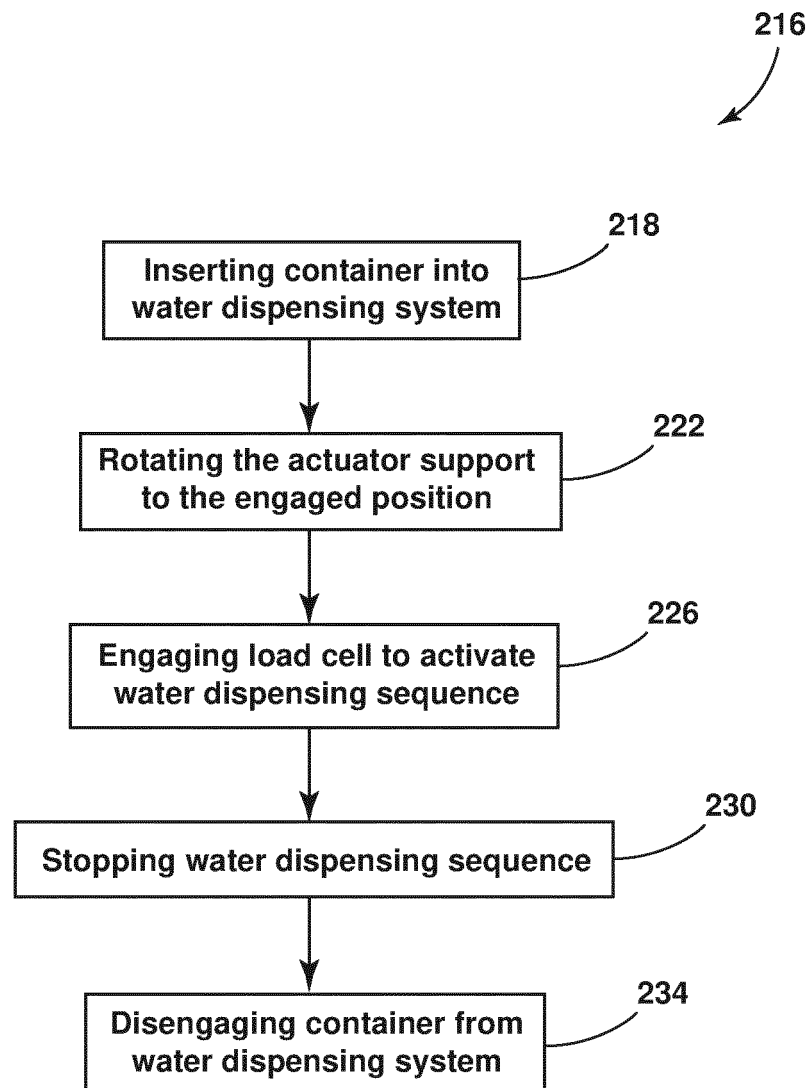 216
218
Inserting container into
water dispensing system
222
Rotating the actuator support
to the engaged position
226
Engaging load cell to activate
water dispensing sequence
230
Stopping water dispensing sequence
234
Disengaging container from
water dispensing system